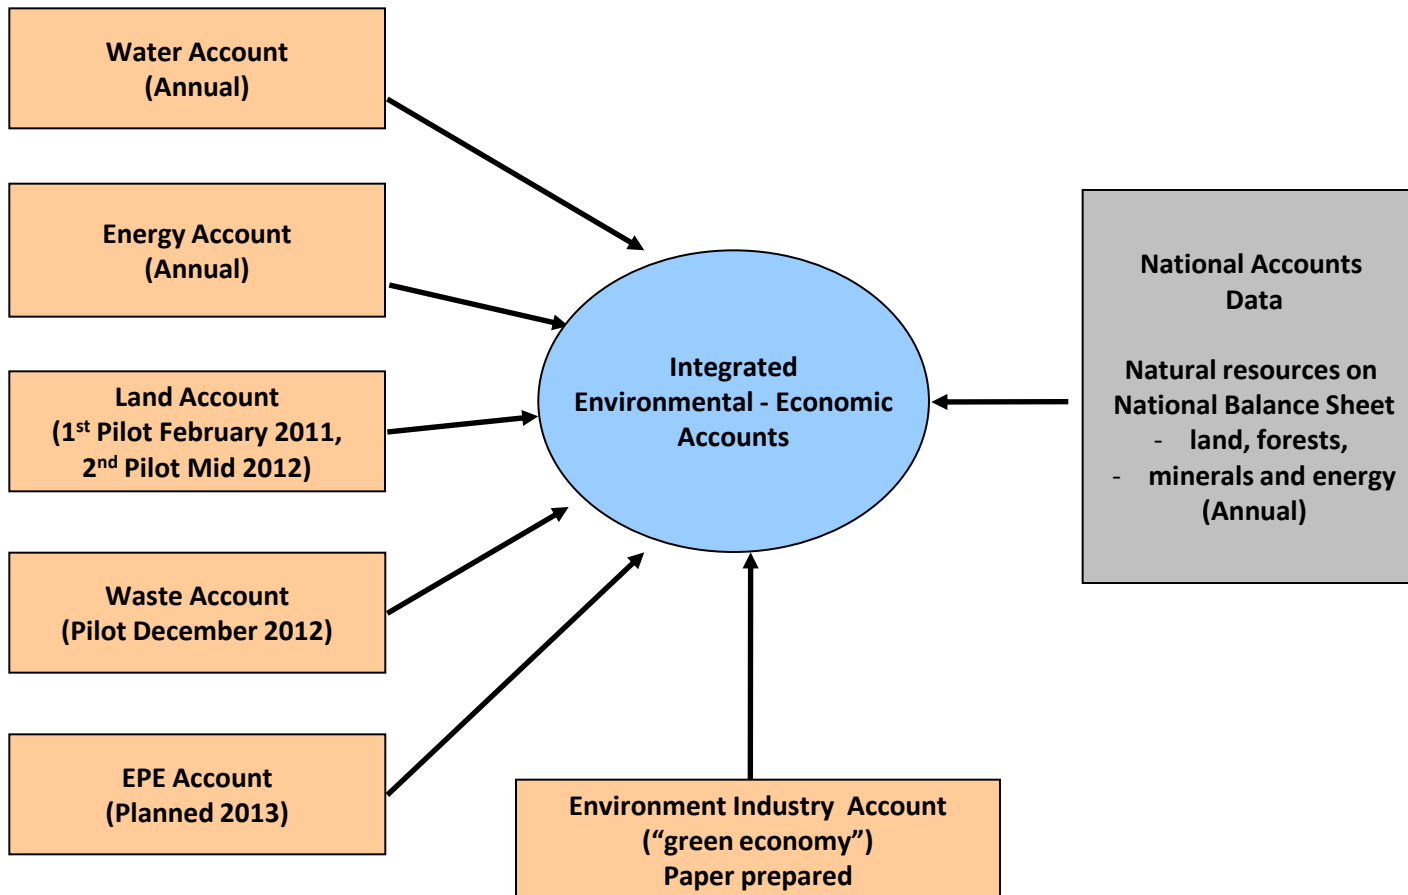 Water Account
(Annual)
Energy Account
(Annual)
Land Account
(1st Pilot February 2011,
2nd Pilot Mid 2012)
Waste Account
(Pilot December 2012)
EPE Account
(Planned 2013)
Integrated
Environmental - Economic
Accounts
Environment Industry  Account
(“green economy”)
Paper prepared
National Accounts
Data
Natural resources on
National Balance Sheet
- land, forests,
- minerals and energy
(Annual)